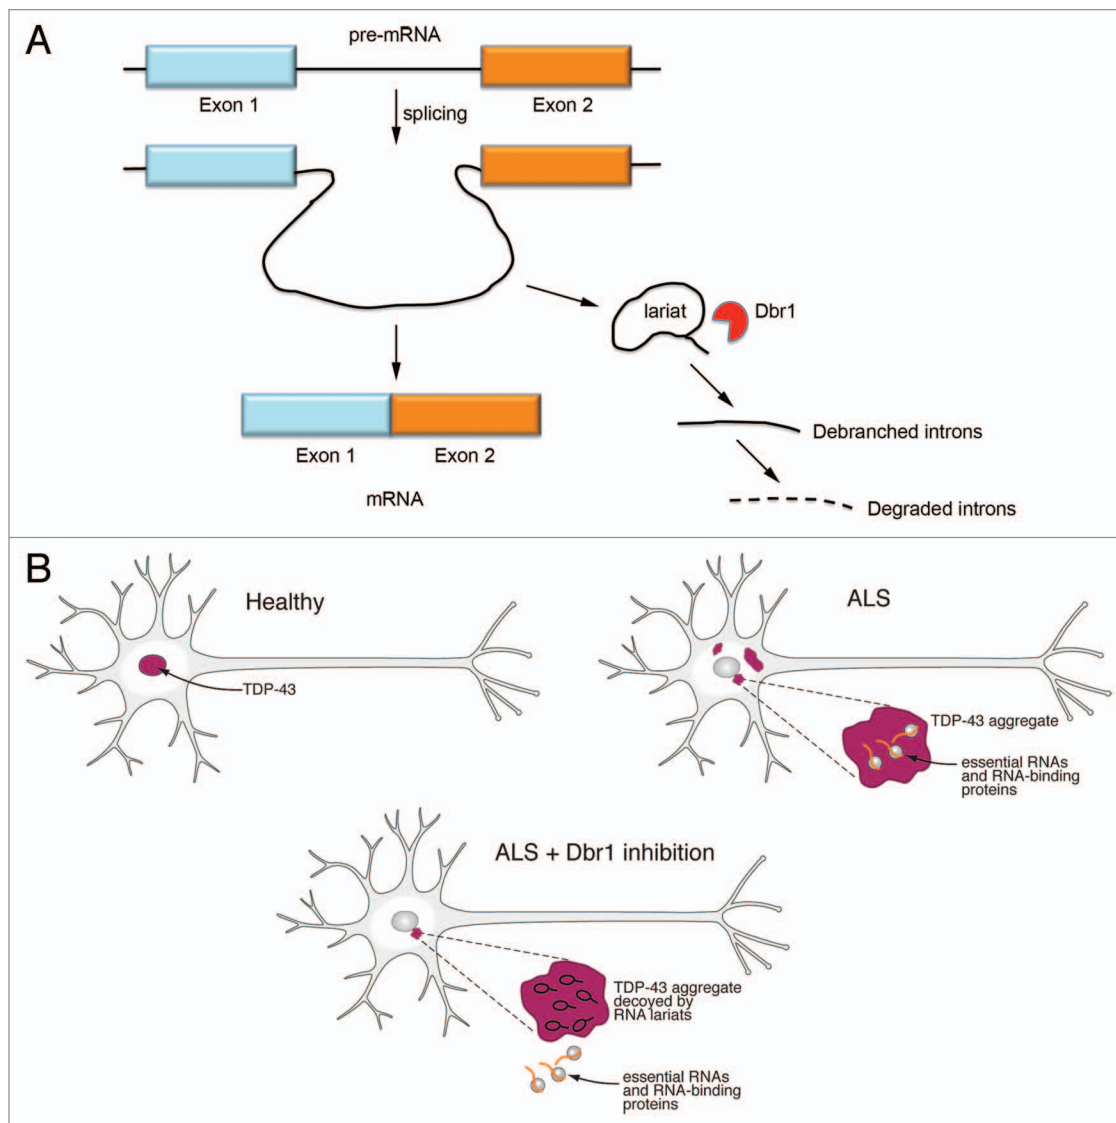 A
pre-mRNA
Exon 1
Exon 2
splicing
lariat
Dbr1
Debranched introns
Exon 1
Exon 2
mRNA
Degraded introns
B
Healthy
TDP-43
ALS
TDP-43 aggregate
essential RNAs
and RNA-binding
proteins
ALS + Dbr1 inhibition
TDP-43 aggregate
decoyed by
RNA lariats
essential RNAs
and RNA-binding
proteins